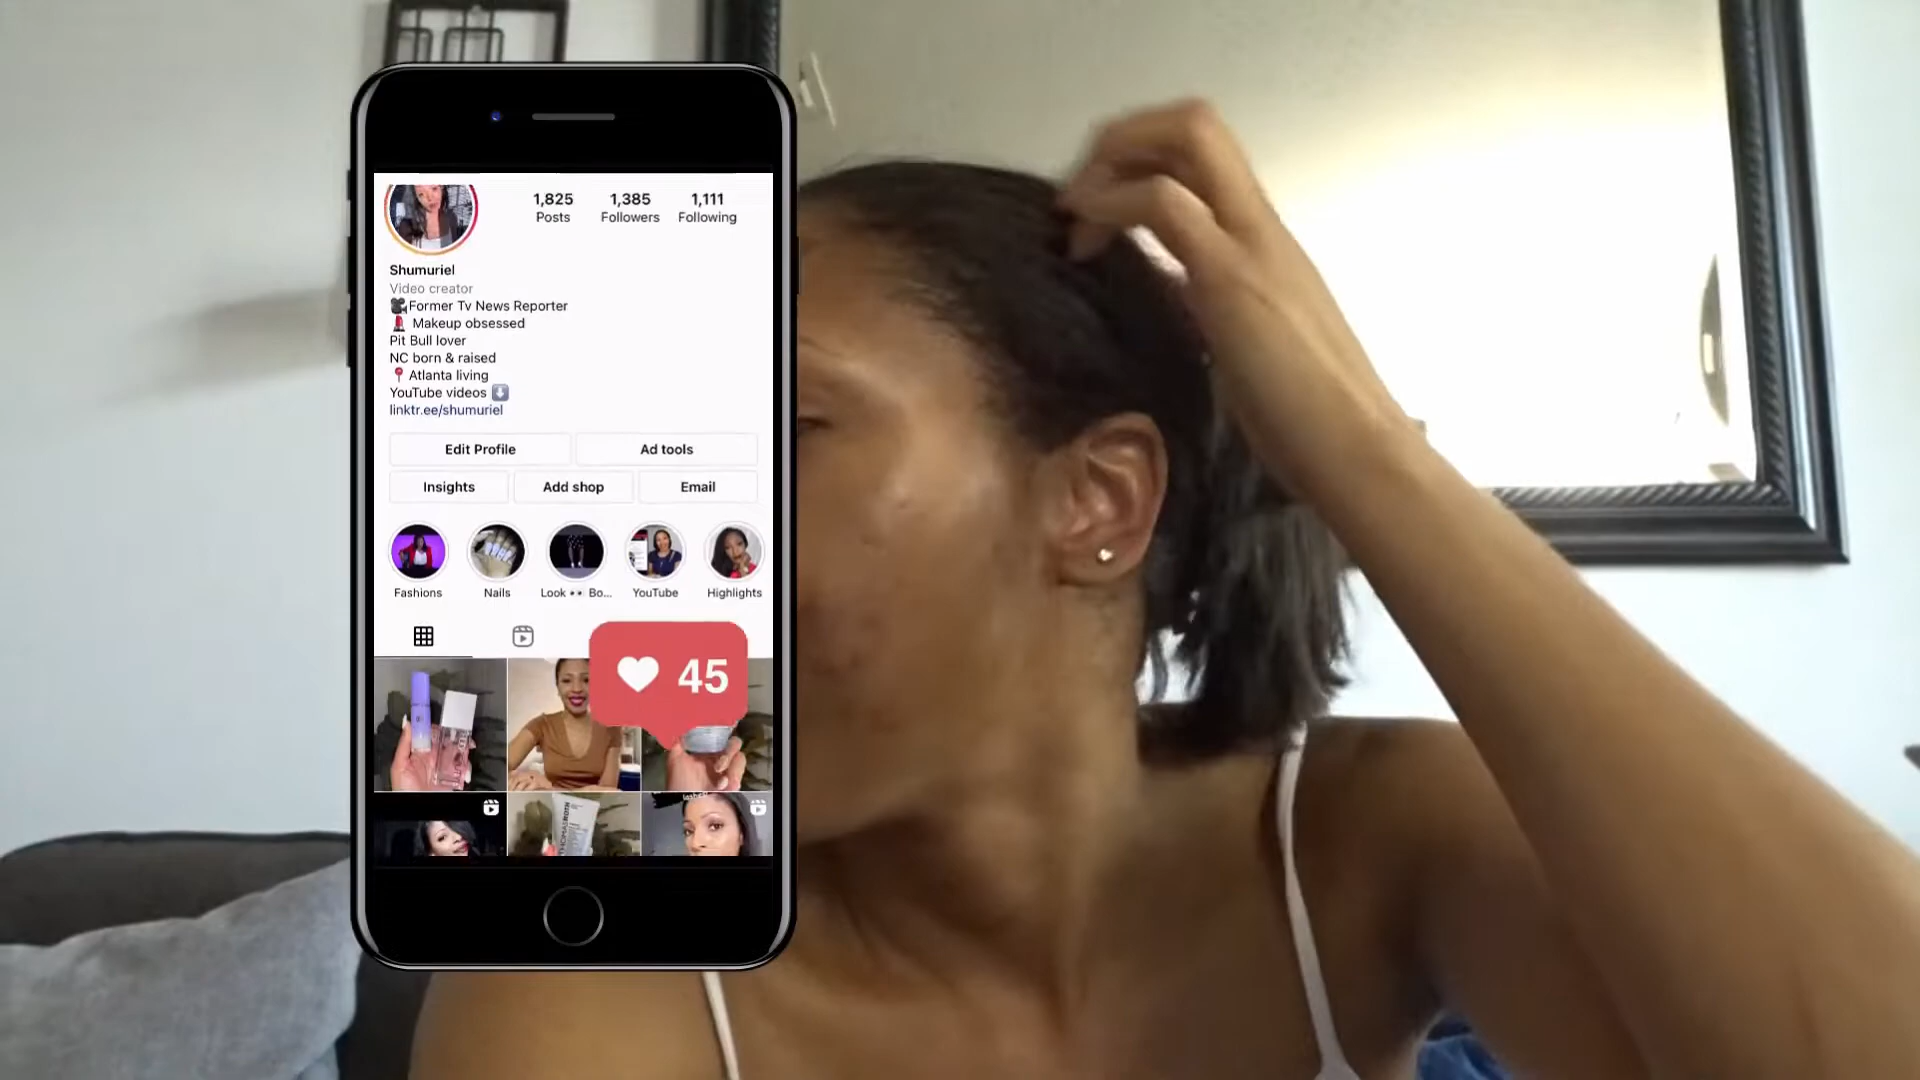 1,825 1,385 1,111
Posts Followers Following
Shumuriel
Video creator
Former Tv News Reporter
Makeup obsessed
Pit Bull lover
NC born & raised
Atlanta living
YouTube videos
linktr.ee/shumuriel
Edit Profile Ad tools
Insights Add shop Email
Fashions Nails Look 👀 Bo... YouTube Highlights
45